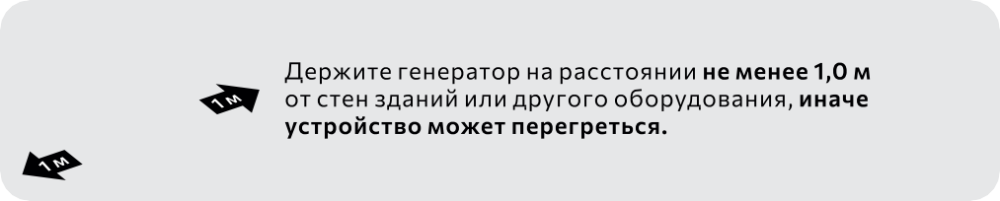 Держите генератор на расстоянии не менее 1,0 м
1 м
от стен зданий или другого оборудования, иначе
устройство может перегреться.
1 м